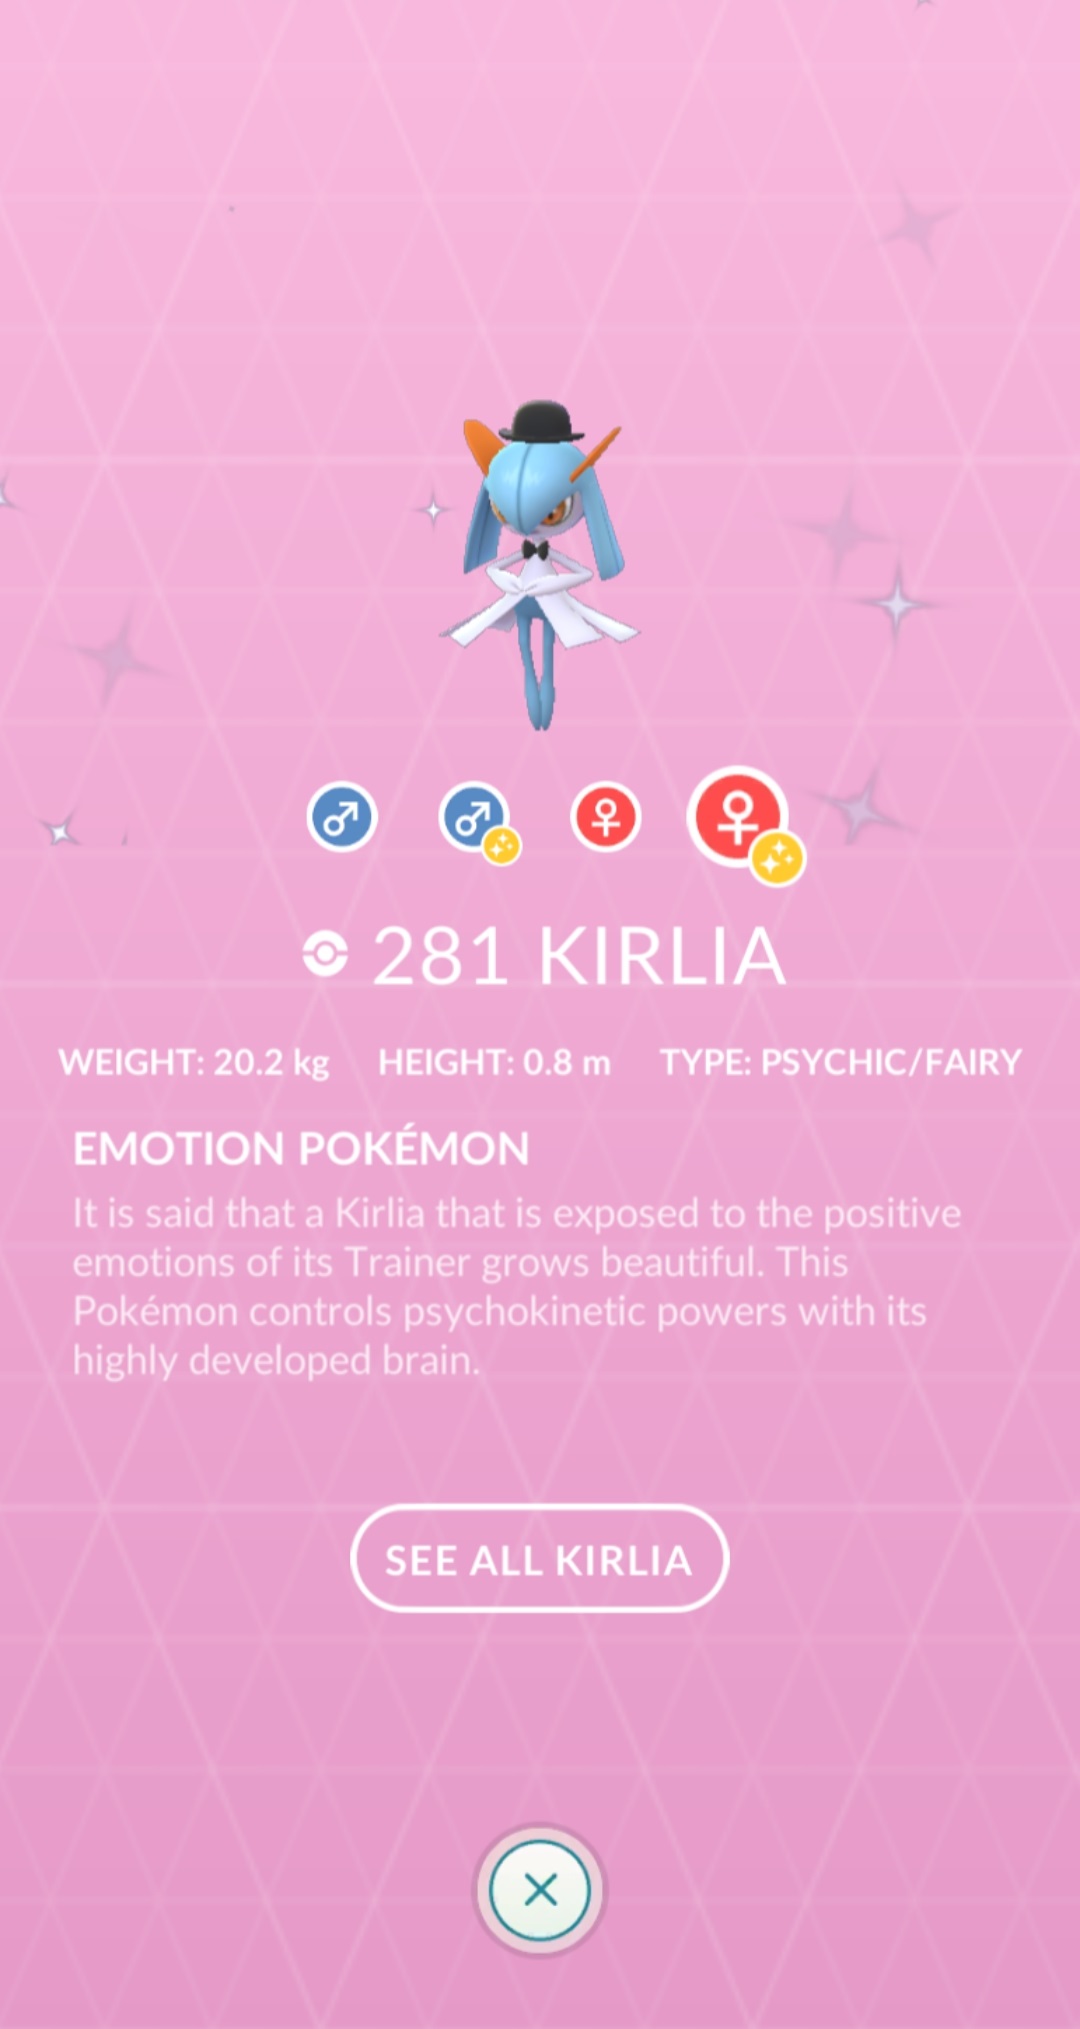 281 KIRLIA
WEIGHT: 20.2 kg HEIGHT: 0.8 m TYPE: PSYCHIC/FAIRY
EMOTION POKÉMON
It is said that a Kirlia that is exposed to the positive
emotions of its Trainer grows beautiful. This
Pokémon controls psychokinetic powers with its
highly developed brain.
SEE ALL KIRLIA